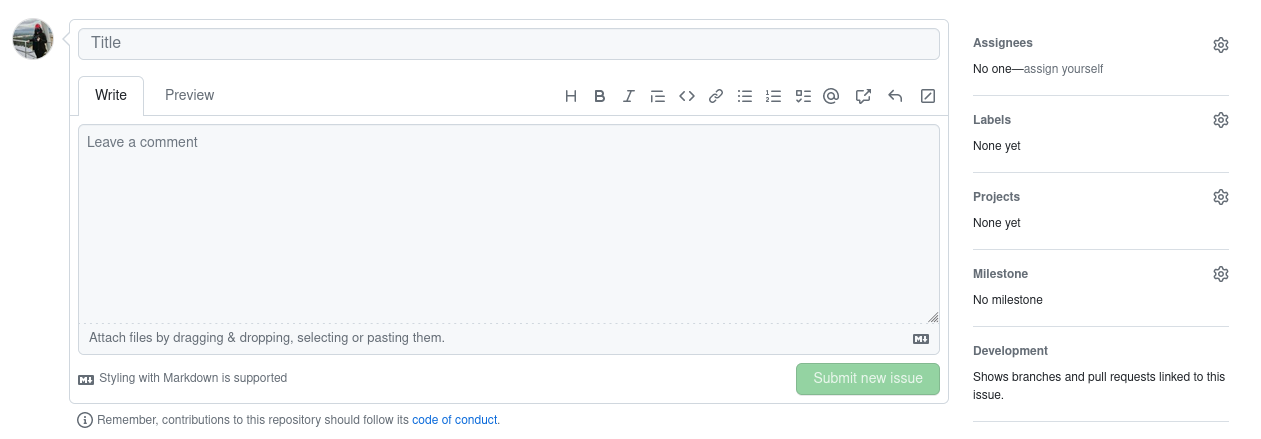 Title
Write
Preview
Leave a comment
Attach files by dragging & dropping, selecting or pasting them.
Styling with Markdown is supported
Submit new issue
Remember, contributions to this repository should follow its code of conduct.
Assignees
No one—assign yourself
Labels
None yet
Projects
None yet
Milestone
No milestone
Development
Shows branches and pull requests linked to this
issue.